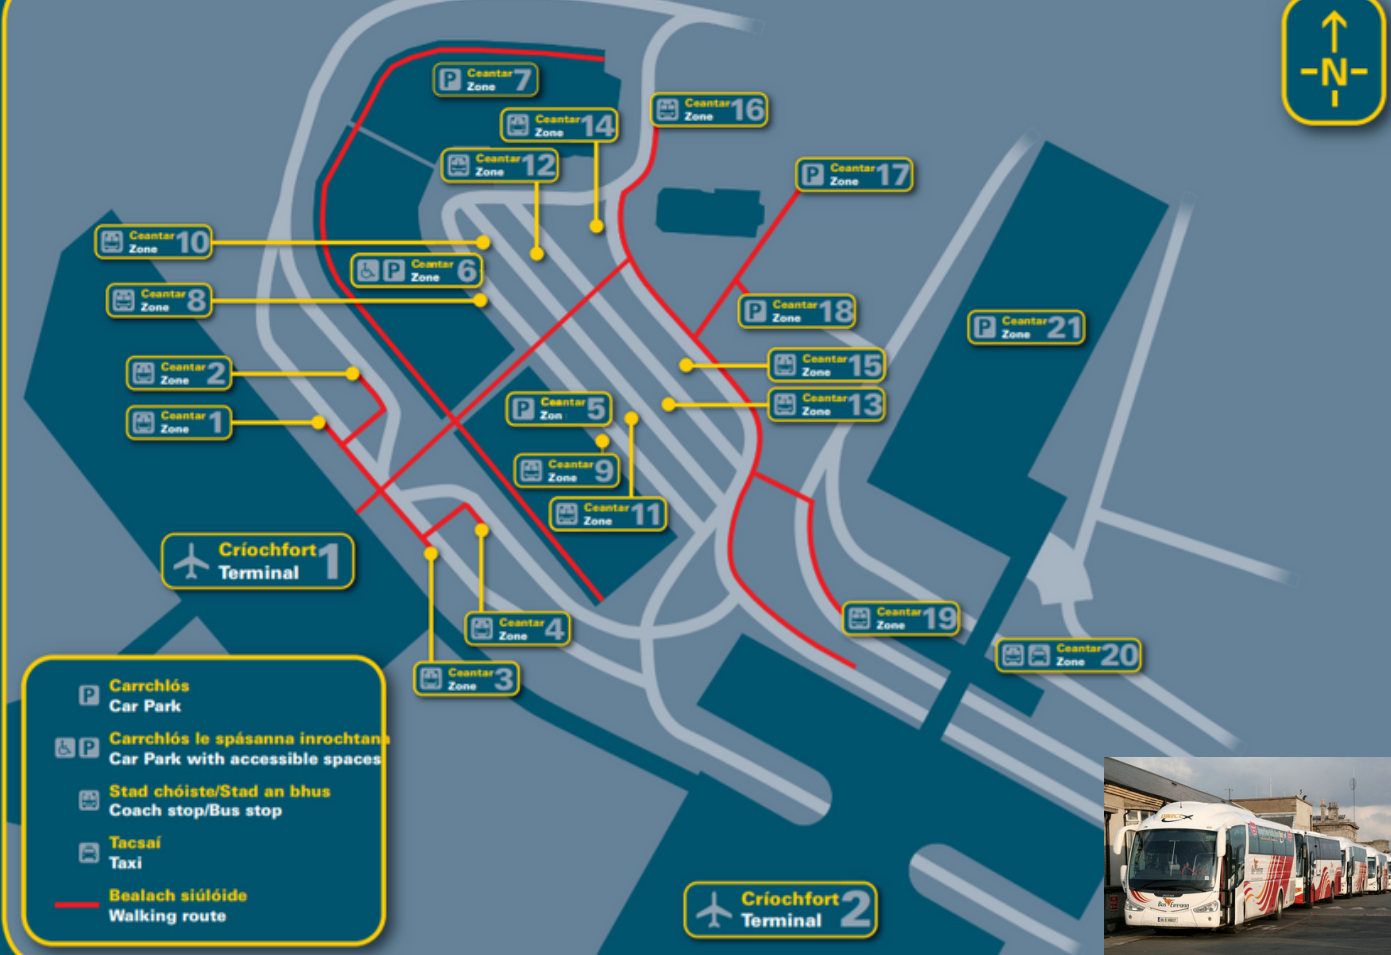 N
Ceantar 7
Zone
Ceantar 14
Zone
Ceantar 16
Zone
Ceantar 12
Zone
Ceantar 17
Zone
Ceantar 10
Zone
Ceantar 6
Zone
Ceantar 8
Zone
Ceantar 18
Zone
Ceantar 21
Zone
Ceantar 2
Zone
Ceantar 15
Zone
Ceantar 1
Zone
Ceantar 5
Zon
Ceantar 13
Zone
Ceantar 9
Zone
Ceantar 11
Zone
Críochfort 1
Terminal
Ceantar 4
Zone
Ceantar 19
Zone
Ceantar 20
Zone
Ceantar 3
Zone
P Carrchlós
Car Park
P Carrchlós le spásanna inrochtana
Car Park with accessible spaces
Stad chóiste/Stad an bhus
Coach stop/Bus stop
Tacsaí
Taxi
Bealach siúlóide
Walking route
Críochfort 2
Terminal
Bus Éireann